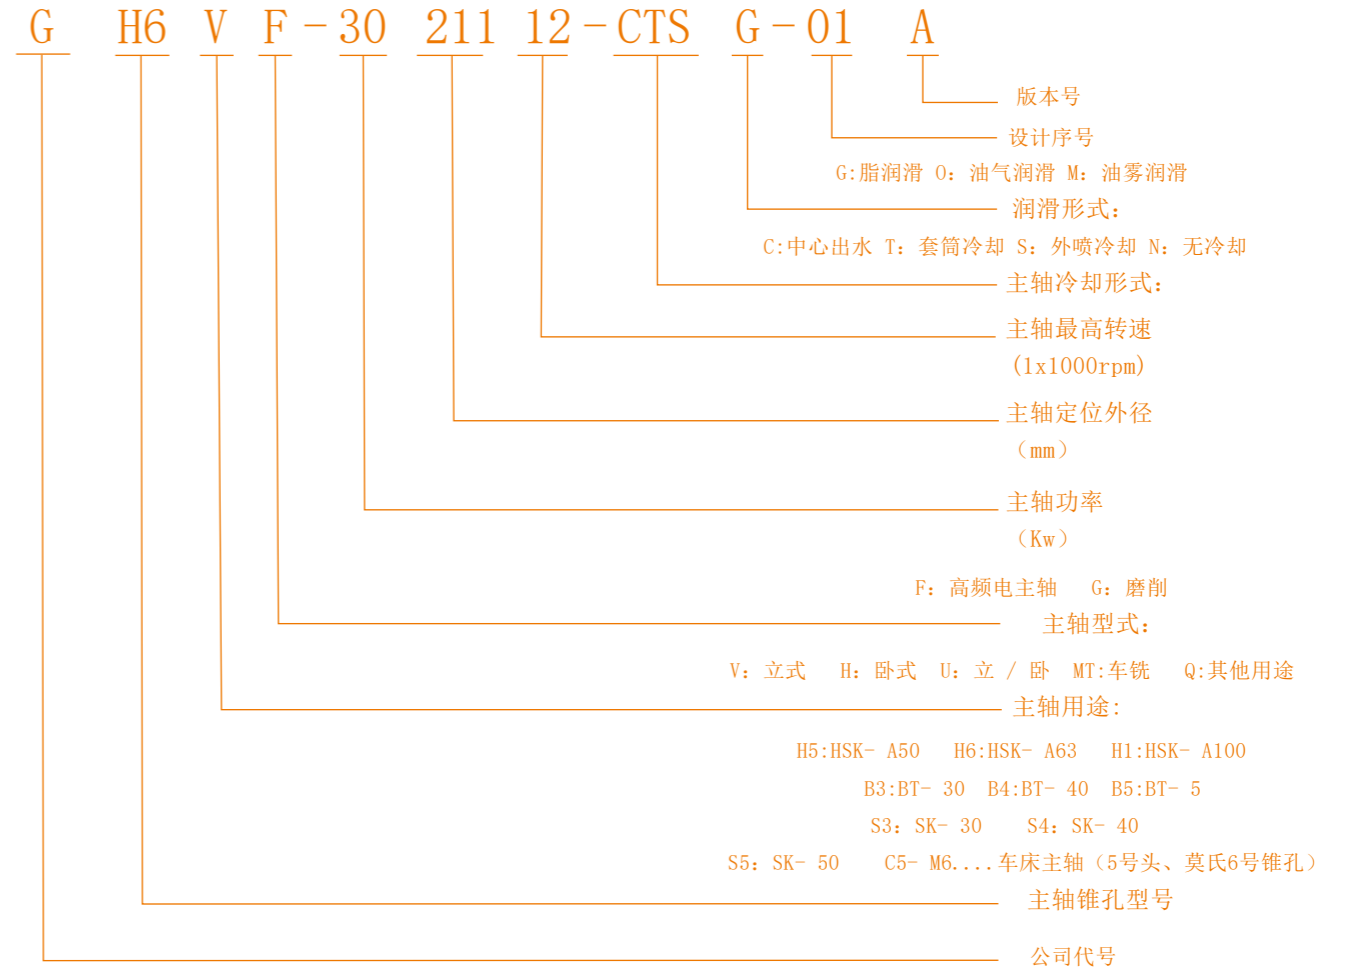 G H6 V F-30 211 12-CTS G-01 A
版本号
设计序号
G:脂润滑 O: 油气润滑 M: 油雾润滑
润滑形式:
C:中心出水 T: 套筒冷却 S: 外喷冷却 N: 无冷却
主轴冷却形式:
主轴最高转速
(1x1000rpm)
主轴定位外径
（mm）
主轴功率
（Kw）
F: 高频电主轴 G: 磨削
主轴型式:
V: 立式 H: 卧式 U: 立 / 卧 MT:车铣 Q:其他用途
主轴用途:
H5:HSK- A50 H6:HSK- A63 H1:HSK- A100
B3:BT- 30 B4:BT- 40 B5:BT- 5
S3: SK- 30 S4: SK- 40
S5: SK- 50 C5- M6....车床主轴（5号头、莫氏6号锥孔）
主轴锥孔型号
公司代号